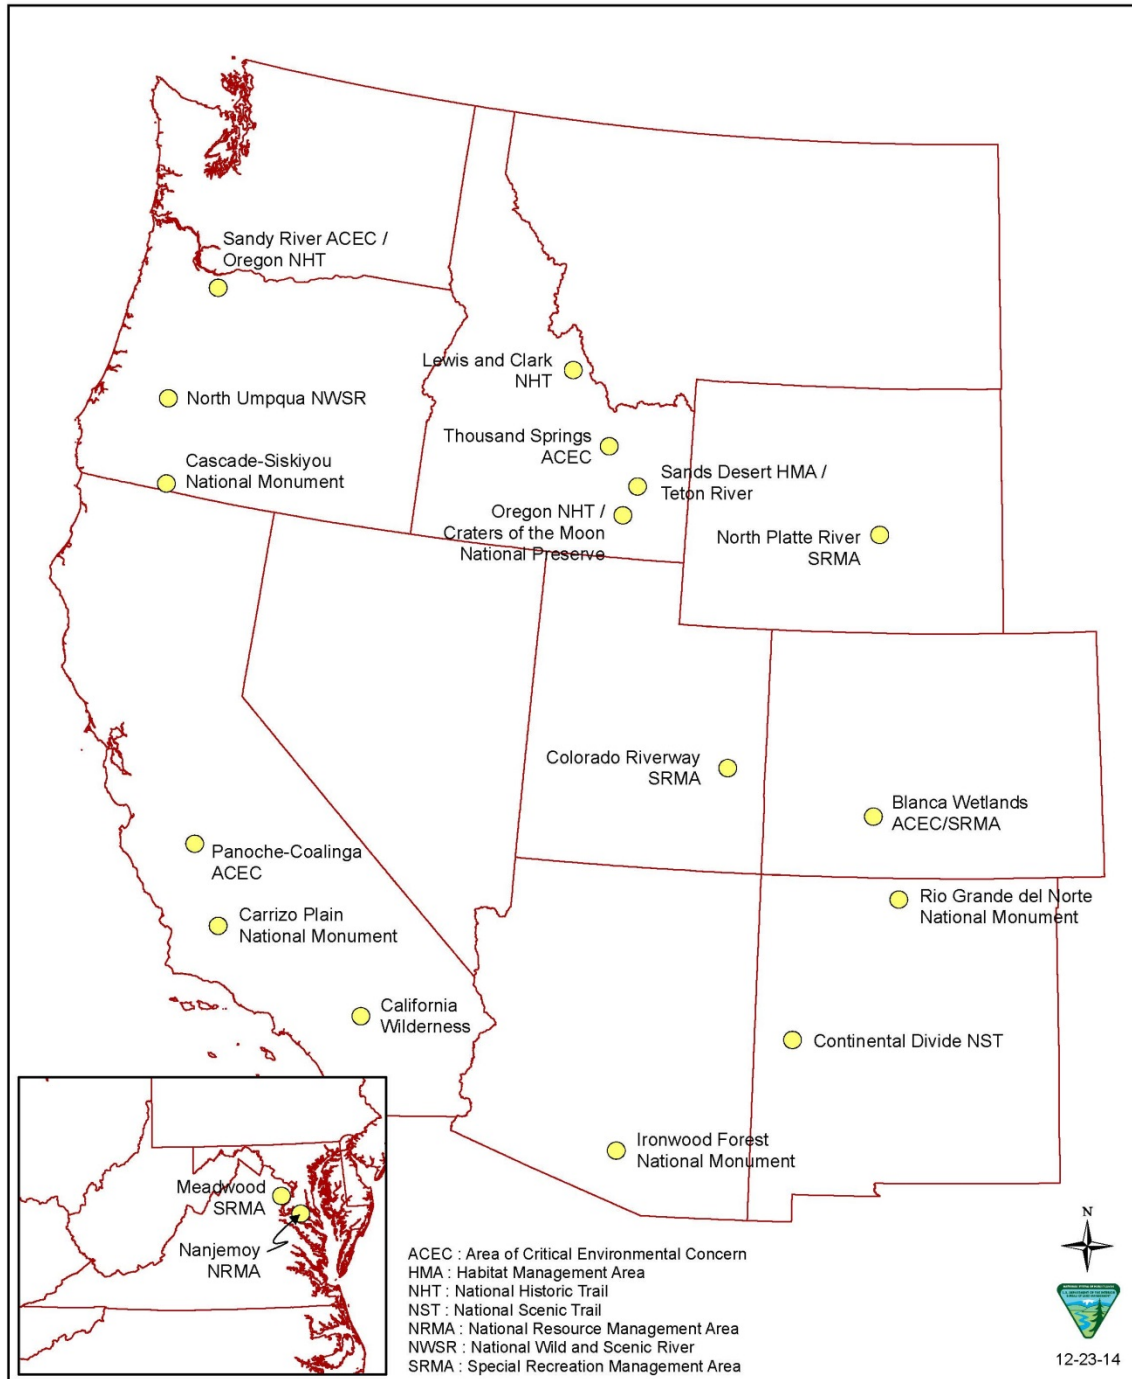 Sandy River ACEC /
Oregon NHT
Lewis and Clark
NHT
North Umpqua NWSR
Thousand Springs
ACEC
Cascade-Siskiyou
National Monument
Sands Desert HMA /
Teton River
Oregon NHT /
Craters of the Moon
National Preserve
North Platte River
SRMA
Colorado Riverway
SRMA
Blanca Wetlands
ACEC/SRMA
Panoche-Coalinga
ACEC
Rio Grande del Norte
National Monument
Carrizo Plain
National Monument
California
Wilderness
Continental Divide NST
Ironwood Forest
National Monument
Meadwood
SRMA
Nanjemoy
NRMA
ACEC : Area of Critical Environmental Concern
HMA : Habitat Management Area
NHT : National Historic Trail
NST : National Scenic Trail
NRMA : National Resource Management Area
NWSR : National Wild and Scenic River
SRMA : Special Recreation Management Area
N
12-23-14